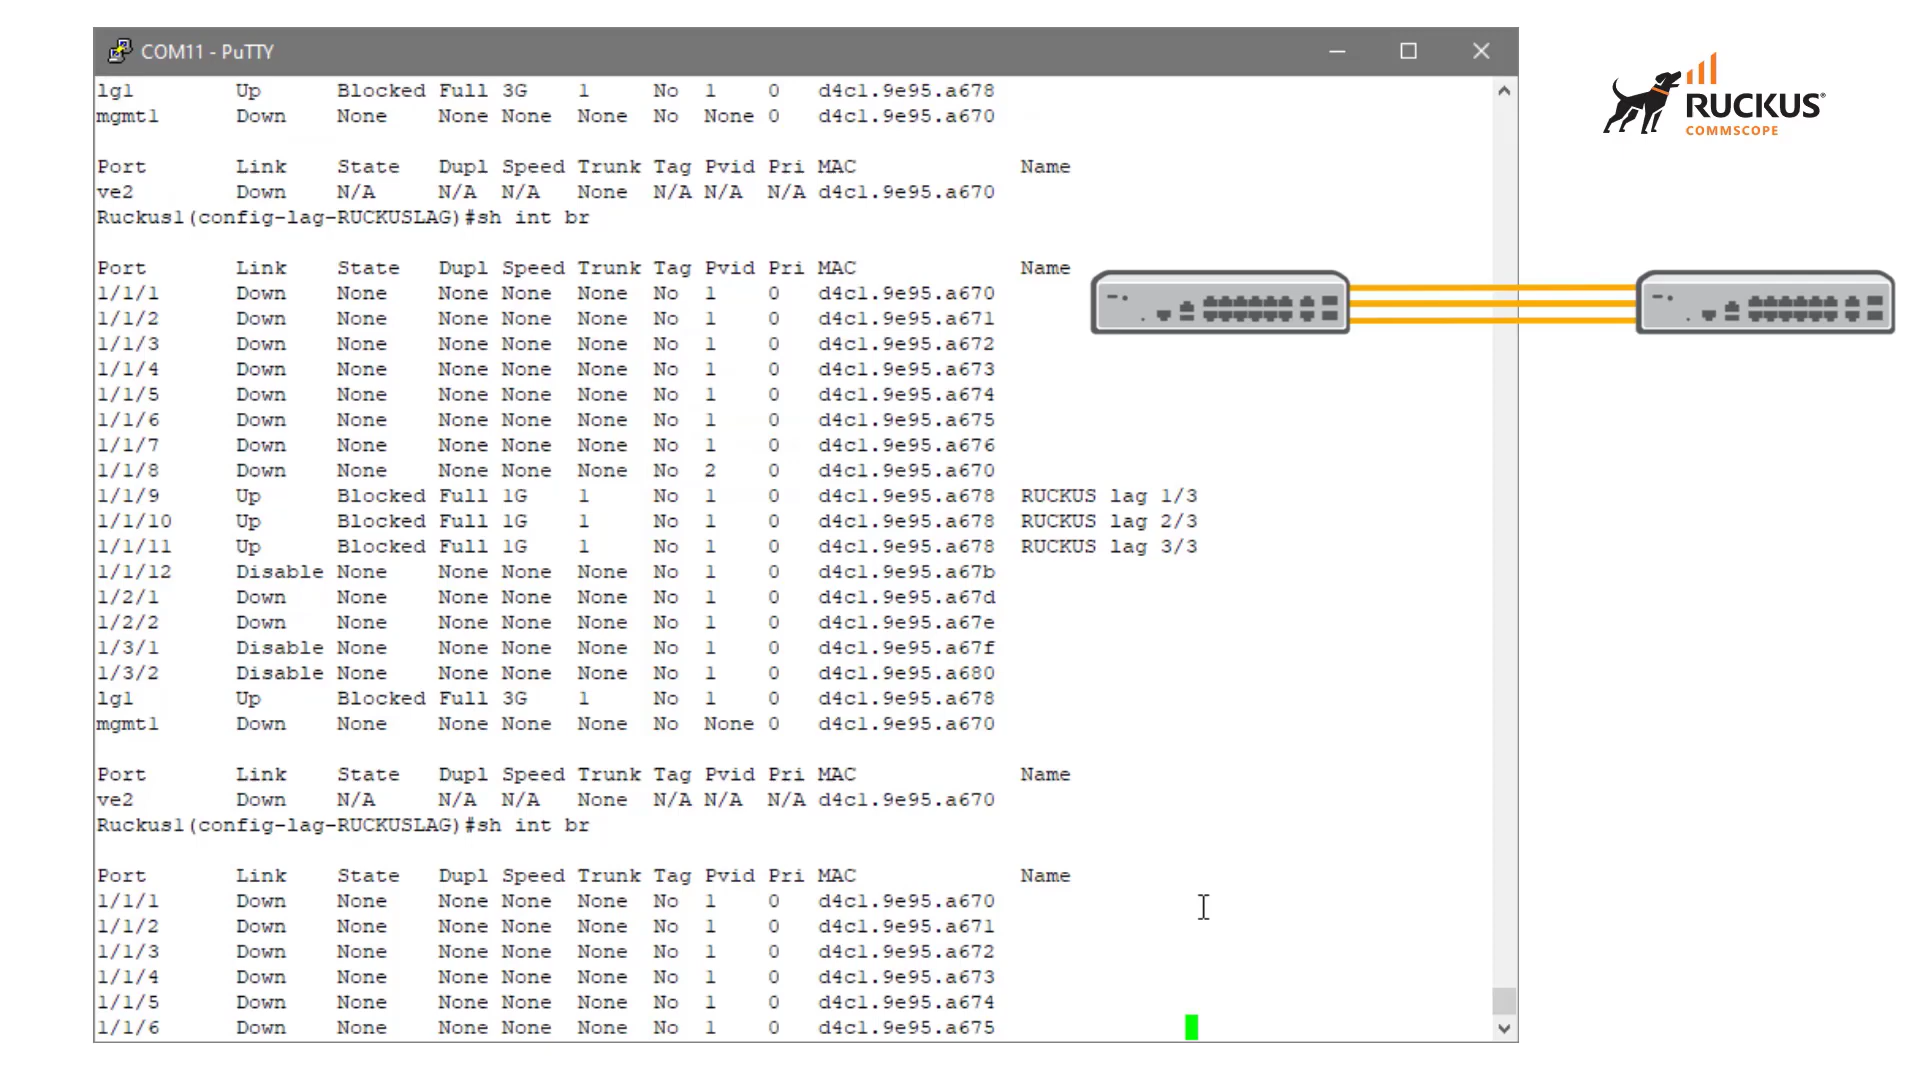 COM11 - PuTTY
lg1 Up Blocked Full 3G 1 No 1 0 d4c1.9e95.a678
mgmt1 Down None None None None No None 0 d4c1.9e95.a670
Port Link State Dupl Speed Trunk Tag Pvid Pri MAC Name
ve2 Down N/A N/A N/A None N/A N/A N/A d4c1.9e95.a670
Ruckus1(config-lag-RUCKUSLAG)#sh int br
Port Link State Dupl Speed Trunk Tag Pvid Pri MAC Name
1/1/1 Down None None None None No 1 0 d4c1.9e95.a670
1/1/2 Down None None None None No 1 0 d4c1.9e95.a671
1/1/3 Down None None None None No 1 0 d4c1.9e95.a672
1/1/4 Down None None None None No 1 0 d4c1.9e95.a673
1/1/5 Down None None None None No 1 0 d4c1.9e95.a674
1/1/6 Down None None None None No 1 0 d4c1.9e95.a675
1/1/7 Down None None None None No 1 0 d4c1.9e95.a676
1/1/8 Down None None None None No 2 0 d4c1.9e95.a670
1/1/9 Up Blocked Full 1G 1 No 1 0 d4c1.9e95.a678 RUCKUS lag 1/3
1/1/10 Up Blocked Full 1G 1 No 1 0 d4c1.9e95.a678 RUCKUS lag 2/3
1/1/11 Up Blocked Full 1G 1 No 1 0 d4c1.9e95.a678 RUCKUS lag 3/3
1/1/12 Disable None None None None No 1 0 d4c1.9e95.a67b
1/2/1 Down None None None None No 1 0 d4c1.9e95.a67d
1/2/2 Down None None None None No 1 0 d4c1.9e95.a67e
1/3/1 Disable None None None None No 1 0 d4c1.9e95.a67f
1/3/2 Disable None None None None No 1 0 d4c1.9e95.a680
lg1 Up Blocked Full 3G 1 No 1 0 d4c1.9e95.a678
mgmt1 Down None None None None No None 0 d4c1.9e95.a670
Port Link State Dupl Speed Trunk Tag Pvid Pri MAC Name
ve2 Down N/A N/A N/A None N/A N/A N/A d4c1.9e95.a670
Ruckus1(config-lag-RUCKUSLAG)#sh int br
Port Link State Dupl Speed Trunk Tag Pvid Pri MAC Name
1/1/1 Down None None None None No 1 0 d4c1.9e95.a670
1/1/2 Down None None None None No 1 0 d4c1.9e95.a671
1/1/3 Down None None None None No 1 0 d4c1.9e95.a672
1/1/4 Down None None None None No 1 0 d4c1.9e95.a673
1/1/5 Down None None None None No 1 0 d4c1.9e95.a674
1/1/6 Down None None None None No 1 0 d4c1.9e95.a675
RUCKUS®
COMMSCOPE